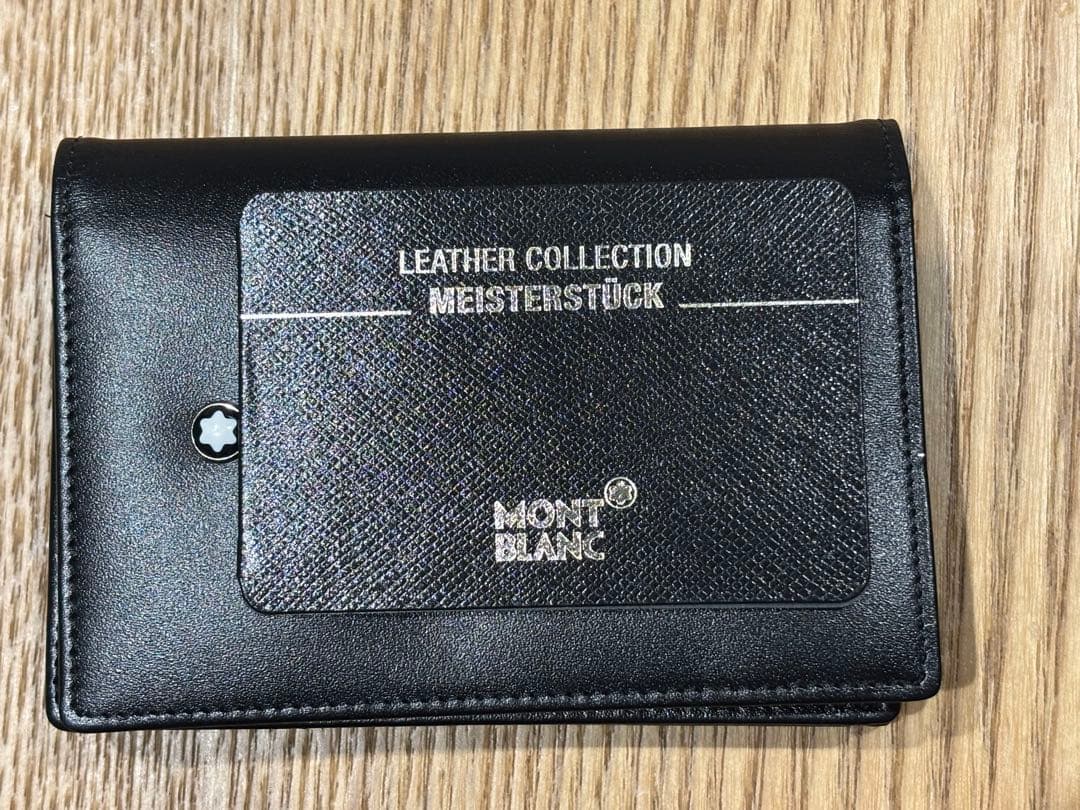 LEATHER COLLECTION
MEISTERSTÜCK
MONT
BLANC